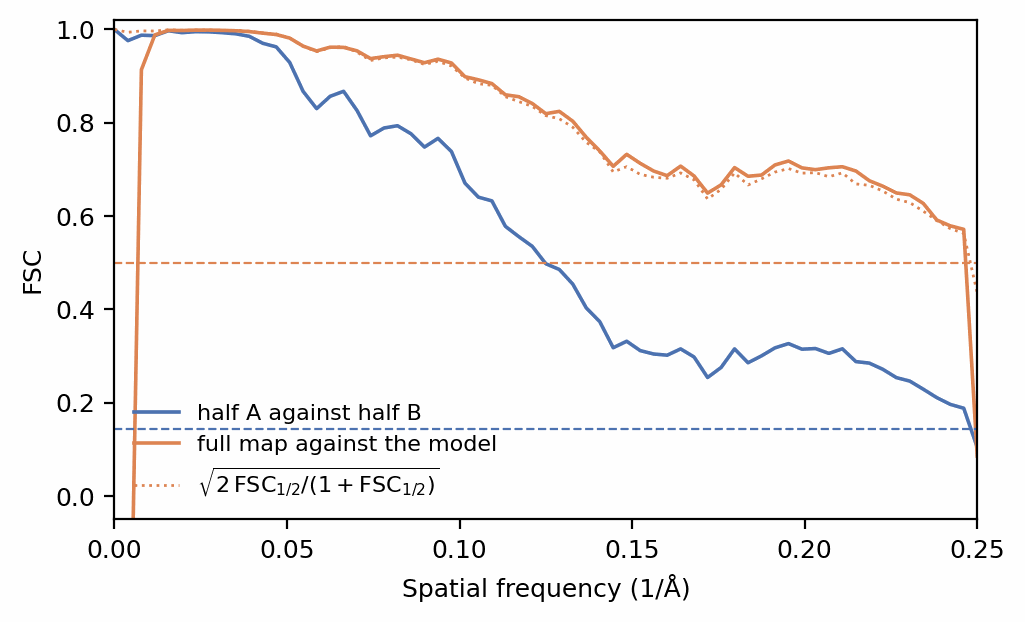 1.0
0.8
0.6
0.4
0.2
0.0
FSC
half A against half B
full map against the model
√2 FSC1/2/(1 + FSC1/2)
0.00 0.05 0.10 0.15 0.20 0.25
Spatial frequency (1/Å)